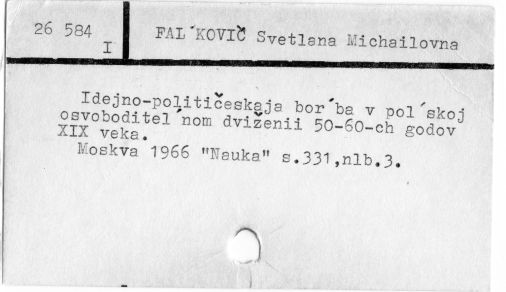 26 584
I
FAL´KOVIČ Svetlana Michailovna
Idejno-političeskaja bor´ba v pol´skoj
osvoboditel´nom dviženii 50-60-ch godov
XIX veka.
Moskva 1966 "Nauka" s.331,nlb.3.